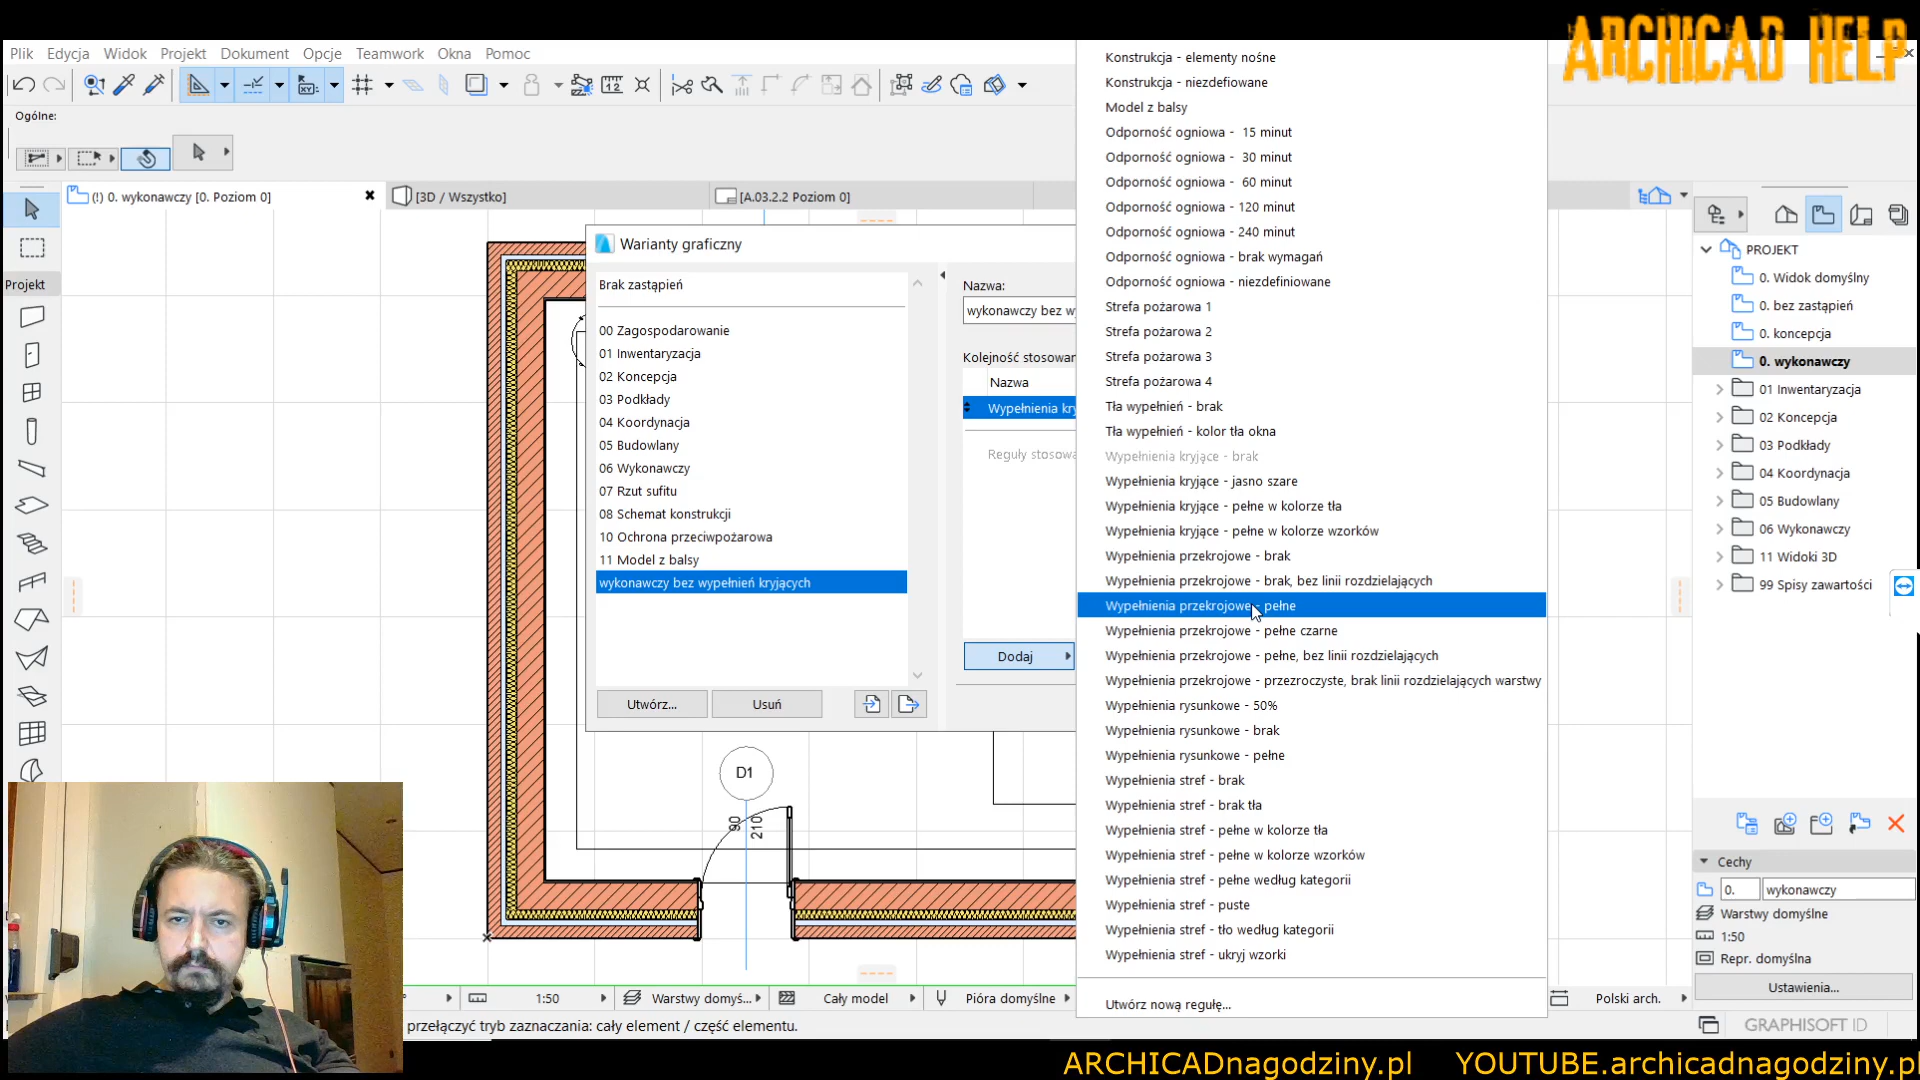 ARCHICAD HELP
Plik Edycja Widok Projekt Dokument Opcje Teamwork Okna Pomoc
Ogólne:
(!) 0. wykonawczy [0. Poziom 0]
[3D / Wszystko]
[A.03.2.2 Poziom 0]
Projekt
Warianty graficzny
Brak zastąpień
00 Zagospodarowanie
01 Inwentaryzacja
02 Koncepcja
03 Podkłady
04 Koordynacja
05 Budowlany
06 Wykonawczy
07 Rzut sufitu
08 Schemat konstrukcji
10 Ochrona przeciwpożarowa
11 Model z balsy
wykonawczy bez wypełnień kryjących
Utwórz...
Usuń
Nazwa:
wykonawczy bez wy
Kolejność stosowan
Nazwa
Wypełnienia kry
Reguły stosowa
Dodaj
Konstrukcja - elementy nośne
Konstrukcja - niezdefiowane
Model z balsy
Odporność ogniowa - 15 minut
Odporność ogniowa - 30 minut
Odporność ogniowa - 60 minut
Odporność ogniowa - 120 minut
Odporność ogniowa - 240 minut
Odporność ogniowa - brak wymagań
Odporność ogniowa - niezdefiniowane
Strefa pożarowa 1
Strefa pożarowa 2
Strefa pożarowa 3
Strefa pożarowa 4
Tła wypełnień - brak
Tła wypełnień - kolor tła okna
Wypełnienia kryjące - brak
Wypełnienia kryjące - jasno szare
Wypełnienia kryjące - pełne w kolorze tła
Wypełnienia kryjące - pełne w kolorze wzorków
Wypełnienia przekrojowe - brak
Wypełnienia przekrojowe - brak, bez linii rozdzielających
Wypełnienia przekrojowe - pełne
Wypełnienia przekrojowe - pełne czarne
Wypełnienia przekrojowe - pełne, bez linii rozdzielających
Wypełnienia przekrojowe - przezroczyste, brak linii rozdzielających warstwy
Wypełnienia rysunkowe - 50%
Wypełnienia rysunkowe - brak
Wypełnienia rysunkowe - pełne
Wypełnienia stref - brak
Wypełnienia stref - brak tła
Wypełnienia stref - pełne w kolorze tła
Wypełnienia stref - pełne w kolorze wzorków
Wypełnienia stref - pełne według kategorii
Wypełnienia stref - puste
Wypełnienia stref - tło według kategorii
Wypełnienia stref - ukryj wzorki
Utwórz nową regułę...
PROJEKT
0. Widok domyślny
0. bez zastąpień
0. koncepcja
0. wykonawczy
01 Inwentaryzacja
02 Koncepcja
03 Podkłady
04 Koordynacja
05 Budowlany
06 Wykonawczy
11 Widoki 3D
99 Spisy zawartości
Cechy
0. wykonawczy
Warstwy domyślne
1:50
Repr. domyślna
Ustawienia...
D1
90
210
1:50
Warstwy domyś...
Cały model
Pióra domyślne
Polski arch.
przełączyć tryb zaznaczania: cały element / część elementu.
GRAPHISOFT ID
ARCHICADnagodziny.pl YOUTUBE.archicadnagodziny.pl